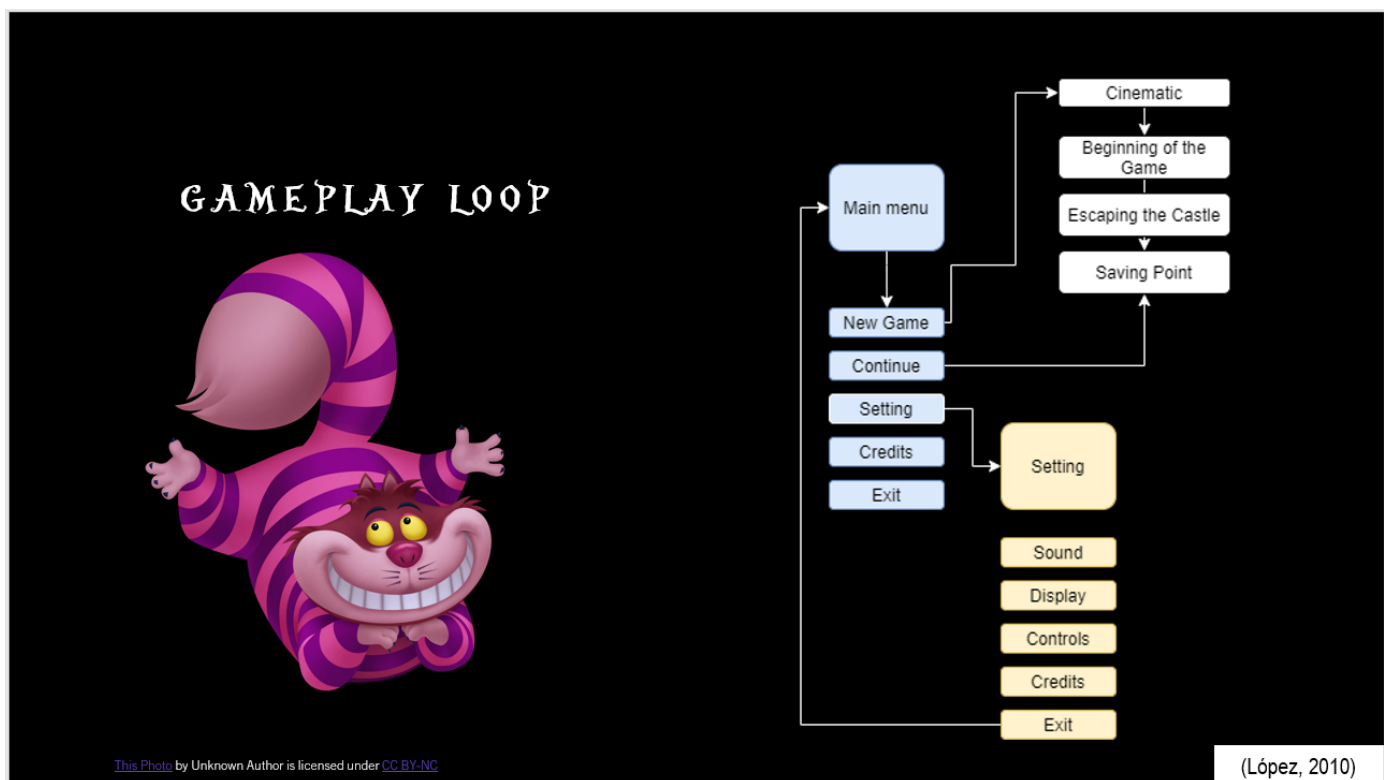 GAMEPLAY LOOP
Main menu
New Game
Continue
Setting
Credits
Exit
Cinematic
Beginning of the
Game
Escaping the Castle
Saving Point
Setting
Sound
Display
Controls
Credits
Exit
This Photo by Unknown Author is licensed under CC BY-NC
(López, 2010)